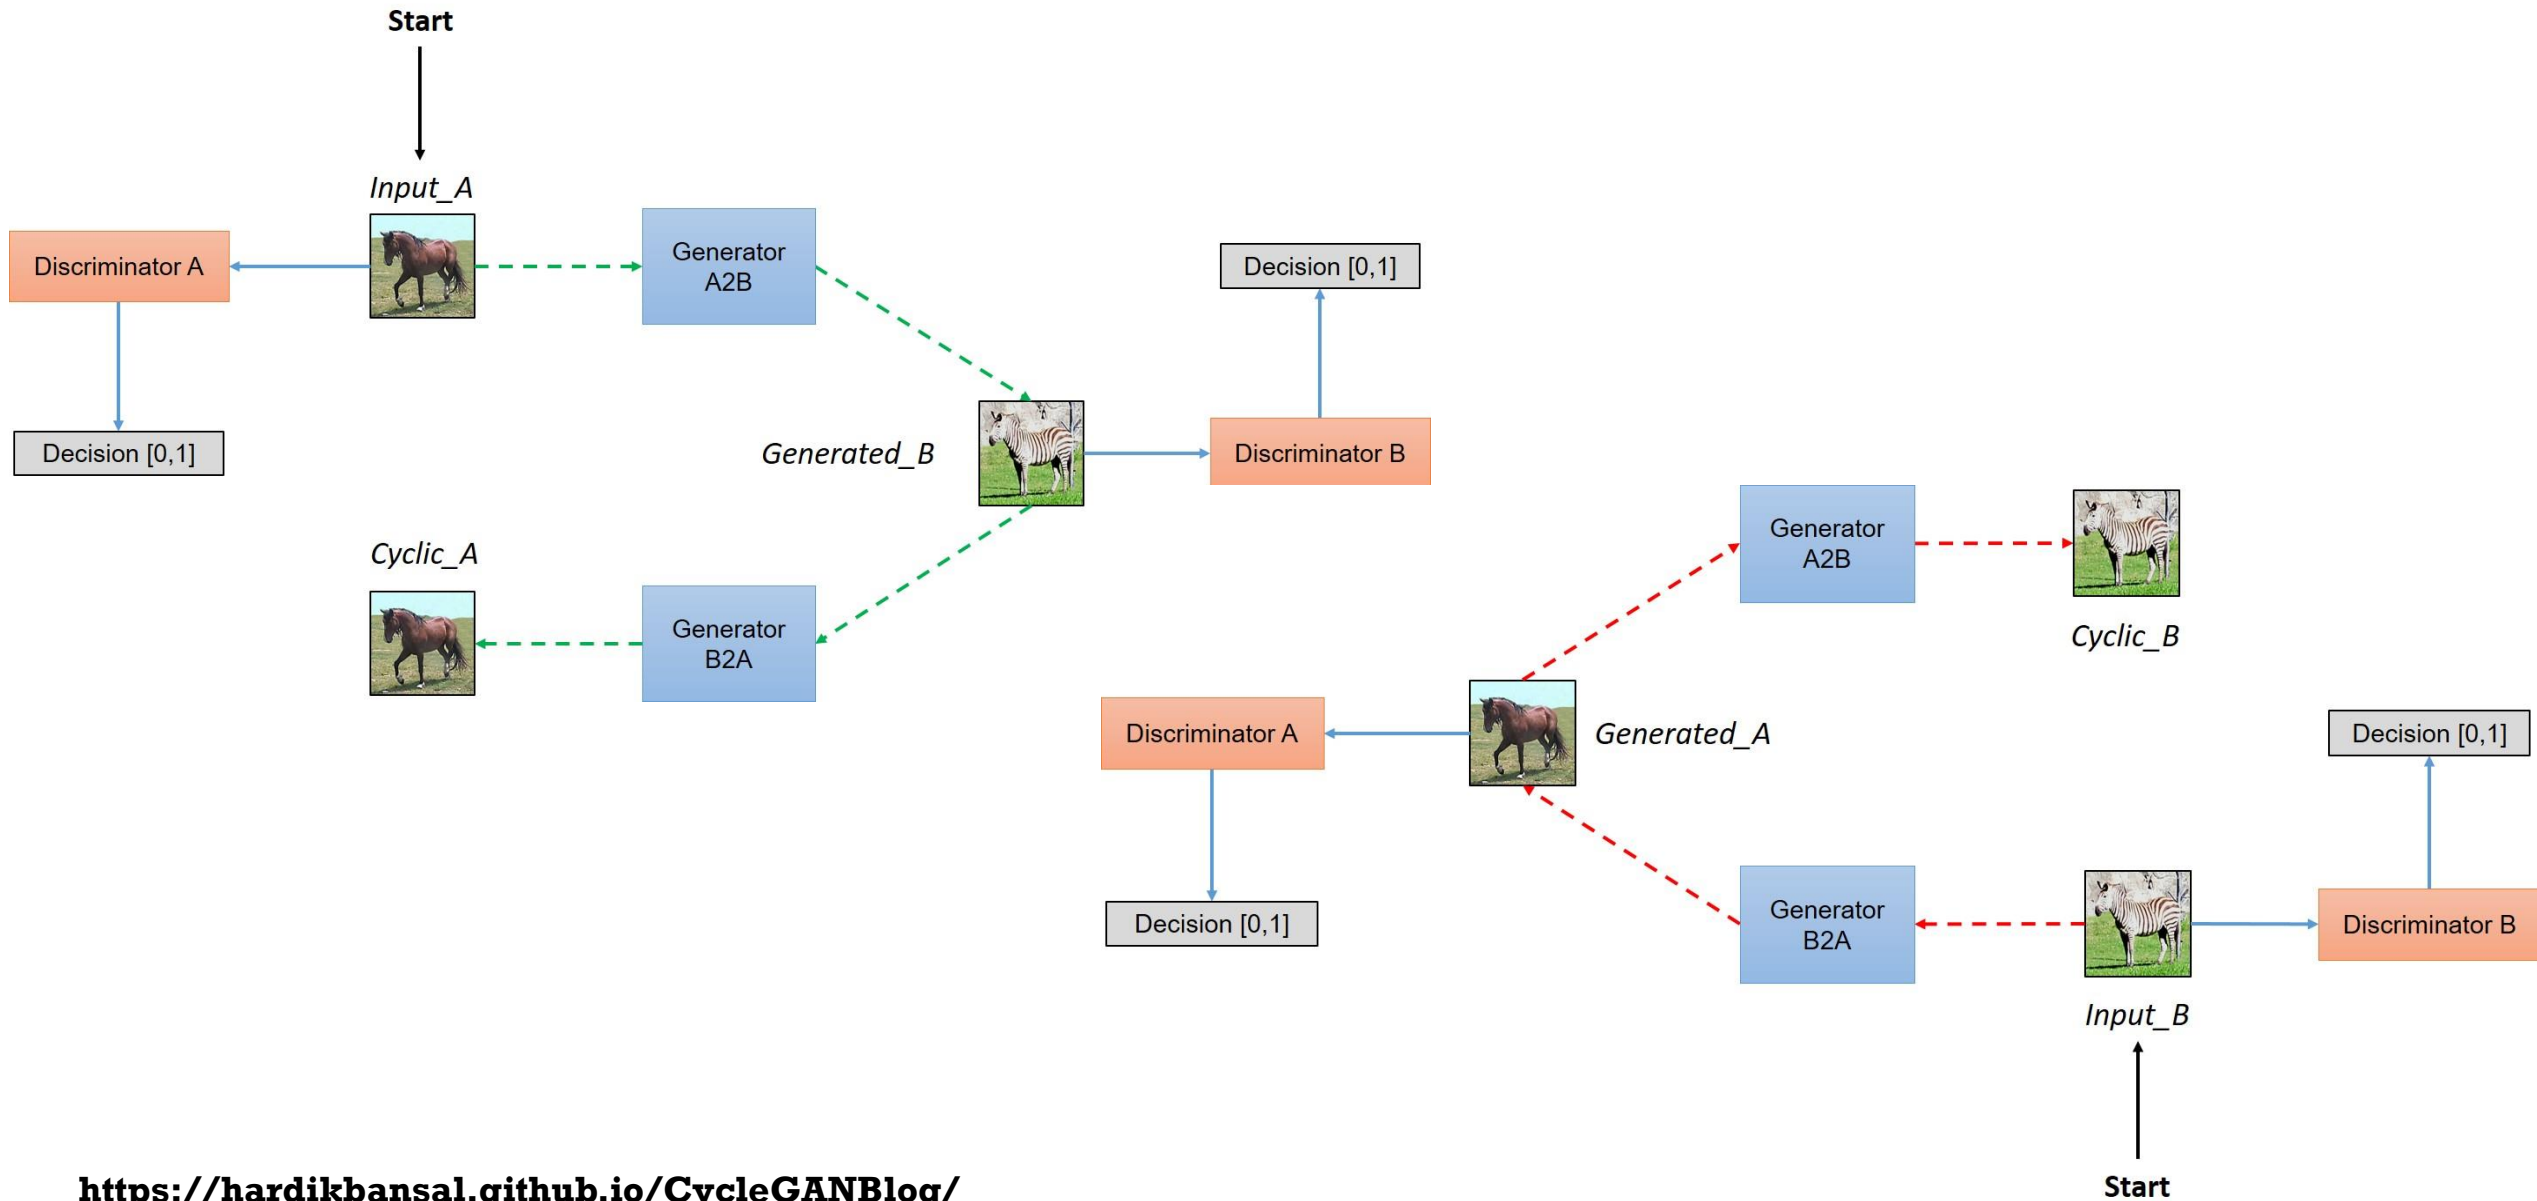 Start
Input_A
Discriminator A
Generator
A2B
Decision [0,1]
Decision [0,1]
Generated_B
Discriminator B
Cyclic_A
Generator
B2A
Generator
A2B
Cyclic_B
Discriminator A
Generated_A
Decision [0,1]
Decision [0,1]
Generator
B2A
Discriminator B
Input_B
Start
https://hardikbansal.github.io/CycleGANBlog/